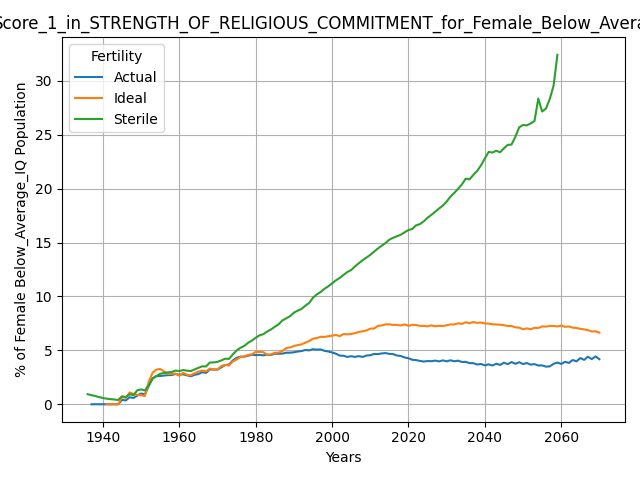 Score_1_in_STRENGTH_OF_RELIGIOUS_COMMITMENT_for_Female_Below_Avera
Fertility
Actual
Ideal
Sterile
% of Female Below_Average_IQ Population
30
25
20
15
10
5
0
1940 1960 1980 2000 2020 2040 2060
Years